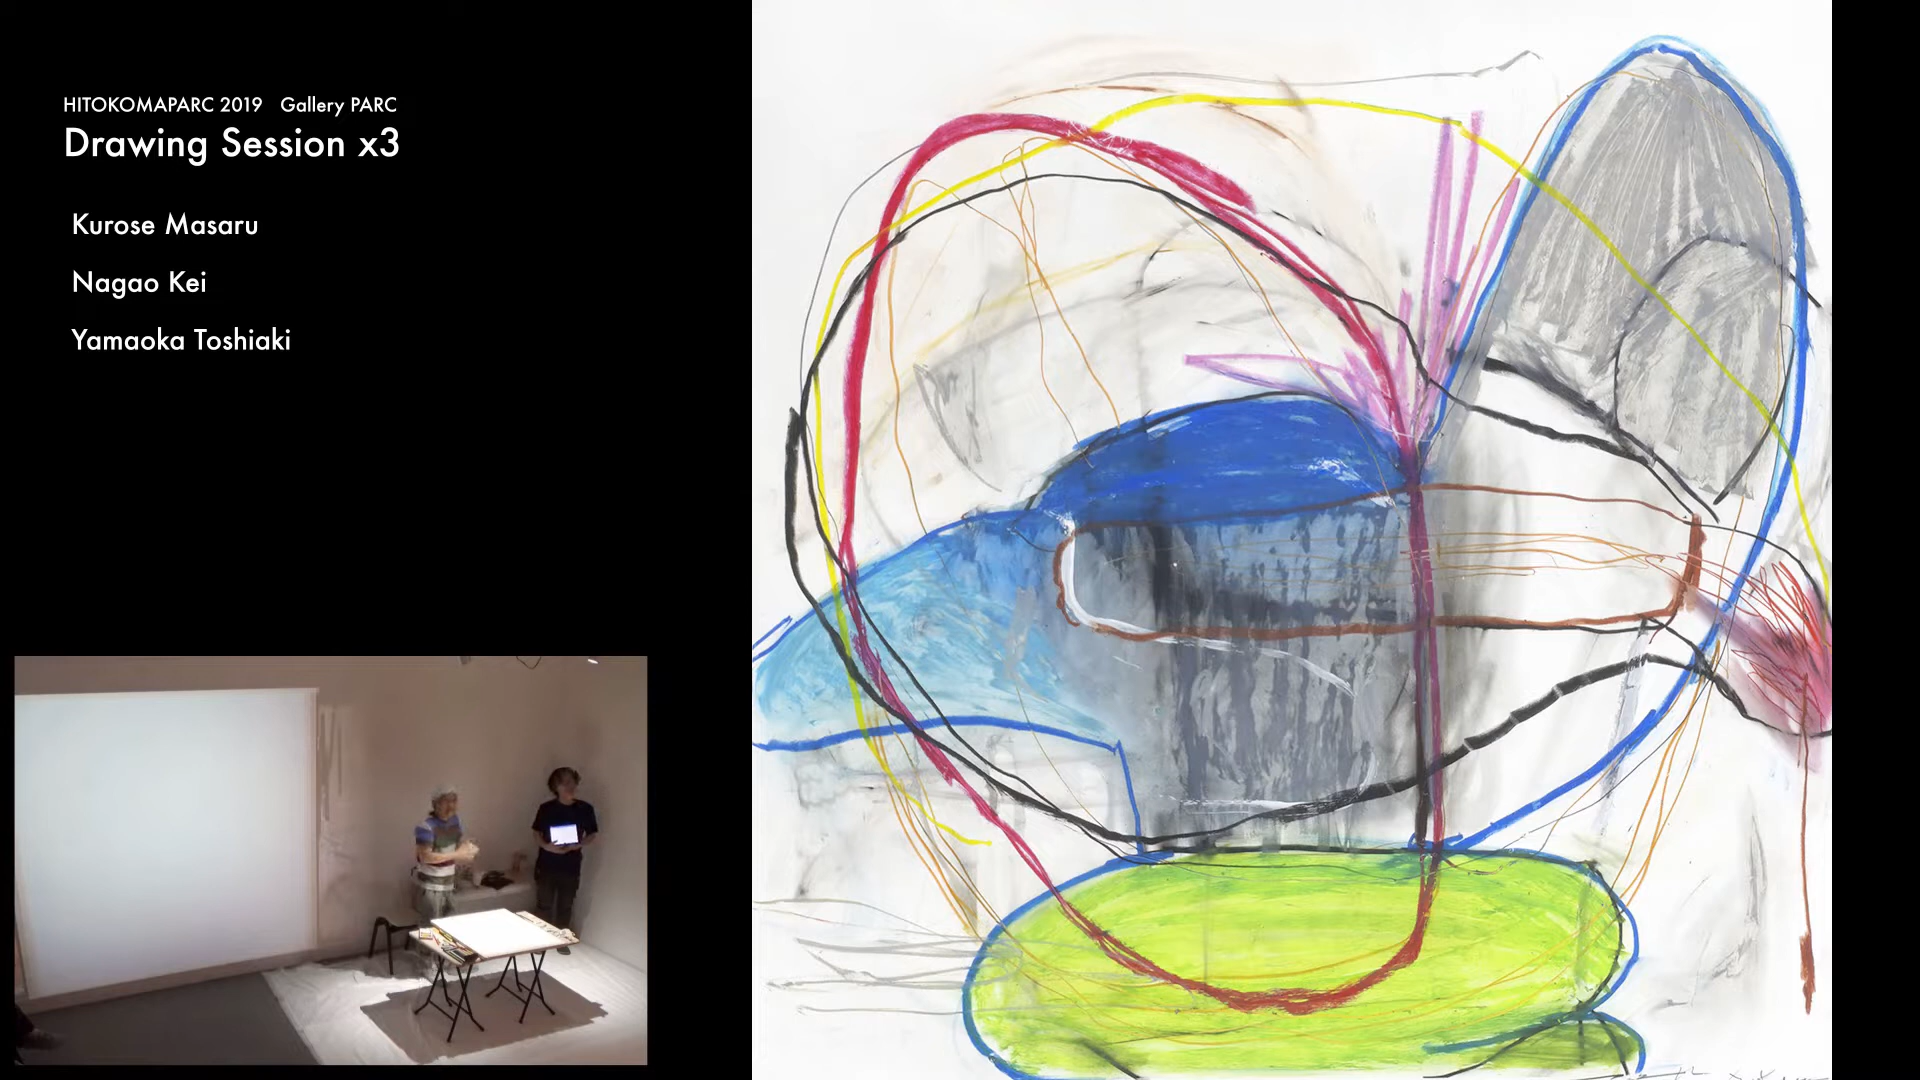 HITOKOMAPARC 2019 Gallery PARC
Drawing Session x3
Kurose Masaru
Nagao Kei
Yamaoka Toshiaki